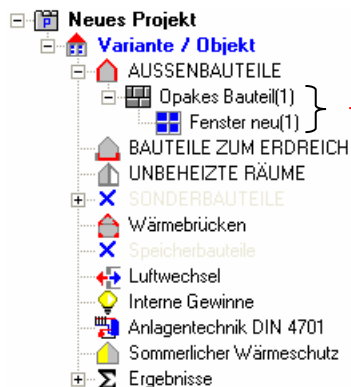 Neues Projekt
Variante / Objekt
AUSSENBAUTEILE
Opakes Bauteil(1)
Fenster neu(1)
BAUTEILE ZUM ERDREICH
UNBEHEIZTE RÄUME
SONDERBAUTEILE
Wärmebrücken
Speicherbauteile
Luftwechsel
Interne Gewinne
Anlagentechnik DIN 4701
Sommerlicher Wärmeschutz
Ergebnisse